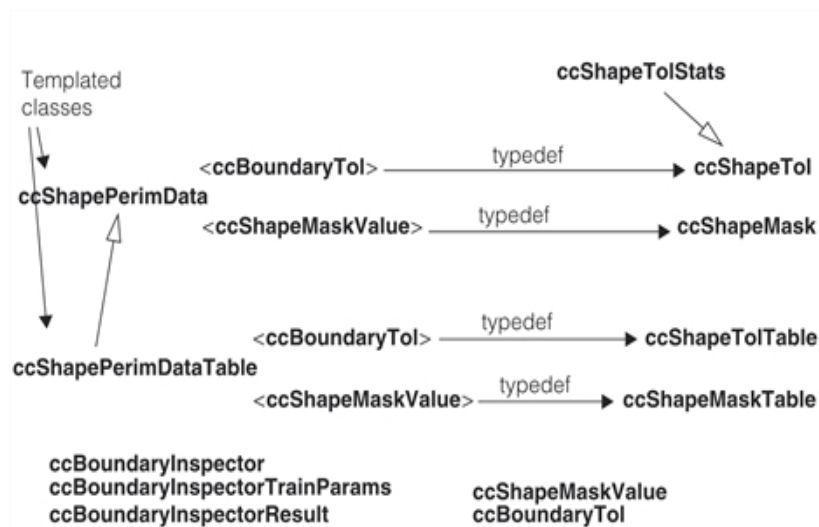 Templated
classes
ccShapeTolStats
<ccBoundaryTol> typedef ccShapeTol
ccShapePerimData
<ccShapeMaskValue> typedef ccShapeMask
<ccBoundaryTol> typedef ccShapeTolTable
ccShapePerimDataTable
<ccShapeMaskValue> typedef ccShapeMaskTable
ccBoundaryInspector
ccBoundaryInspectorTrainParams
ccBoundaryInspectorResult
ccShapeMaskValue
ccBoundaryTol